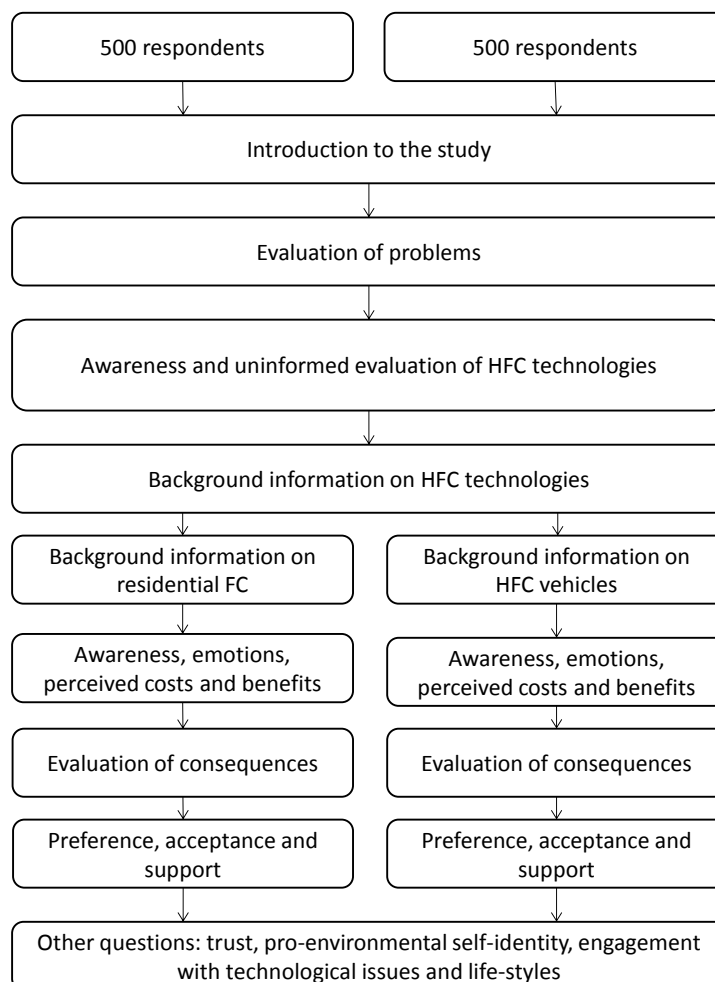 500 respondents
500 respondents
Introduction to the study
Evaluation of problems
Awareness and uninformed evaluation of HFC technologies
Background information on HFC technologies
Background information on
residential FC
Background information on
HFC vehicles
Awareness, emotions,
perceived costs and benefits
Awareness, emotions,
perceived costs and benefits
Evaluation of consequences
Evaluation of consequences
Preference, acceptance and
support
Preference, acceptance and
support
Other questions: trust, pro-environmental self-identity, engagement
with technological issues and life-styles